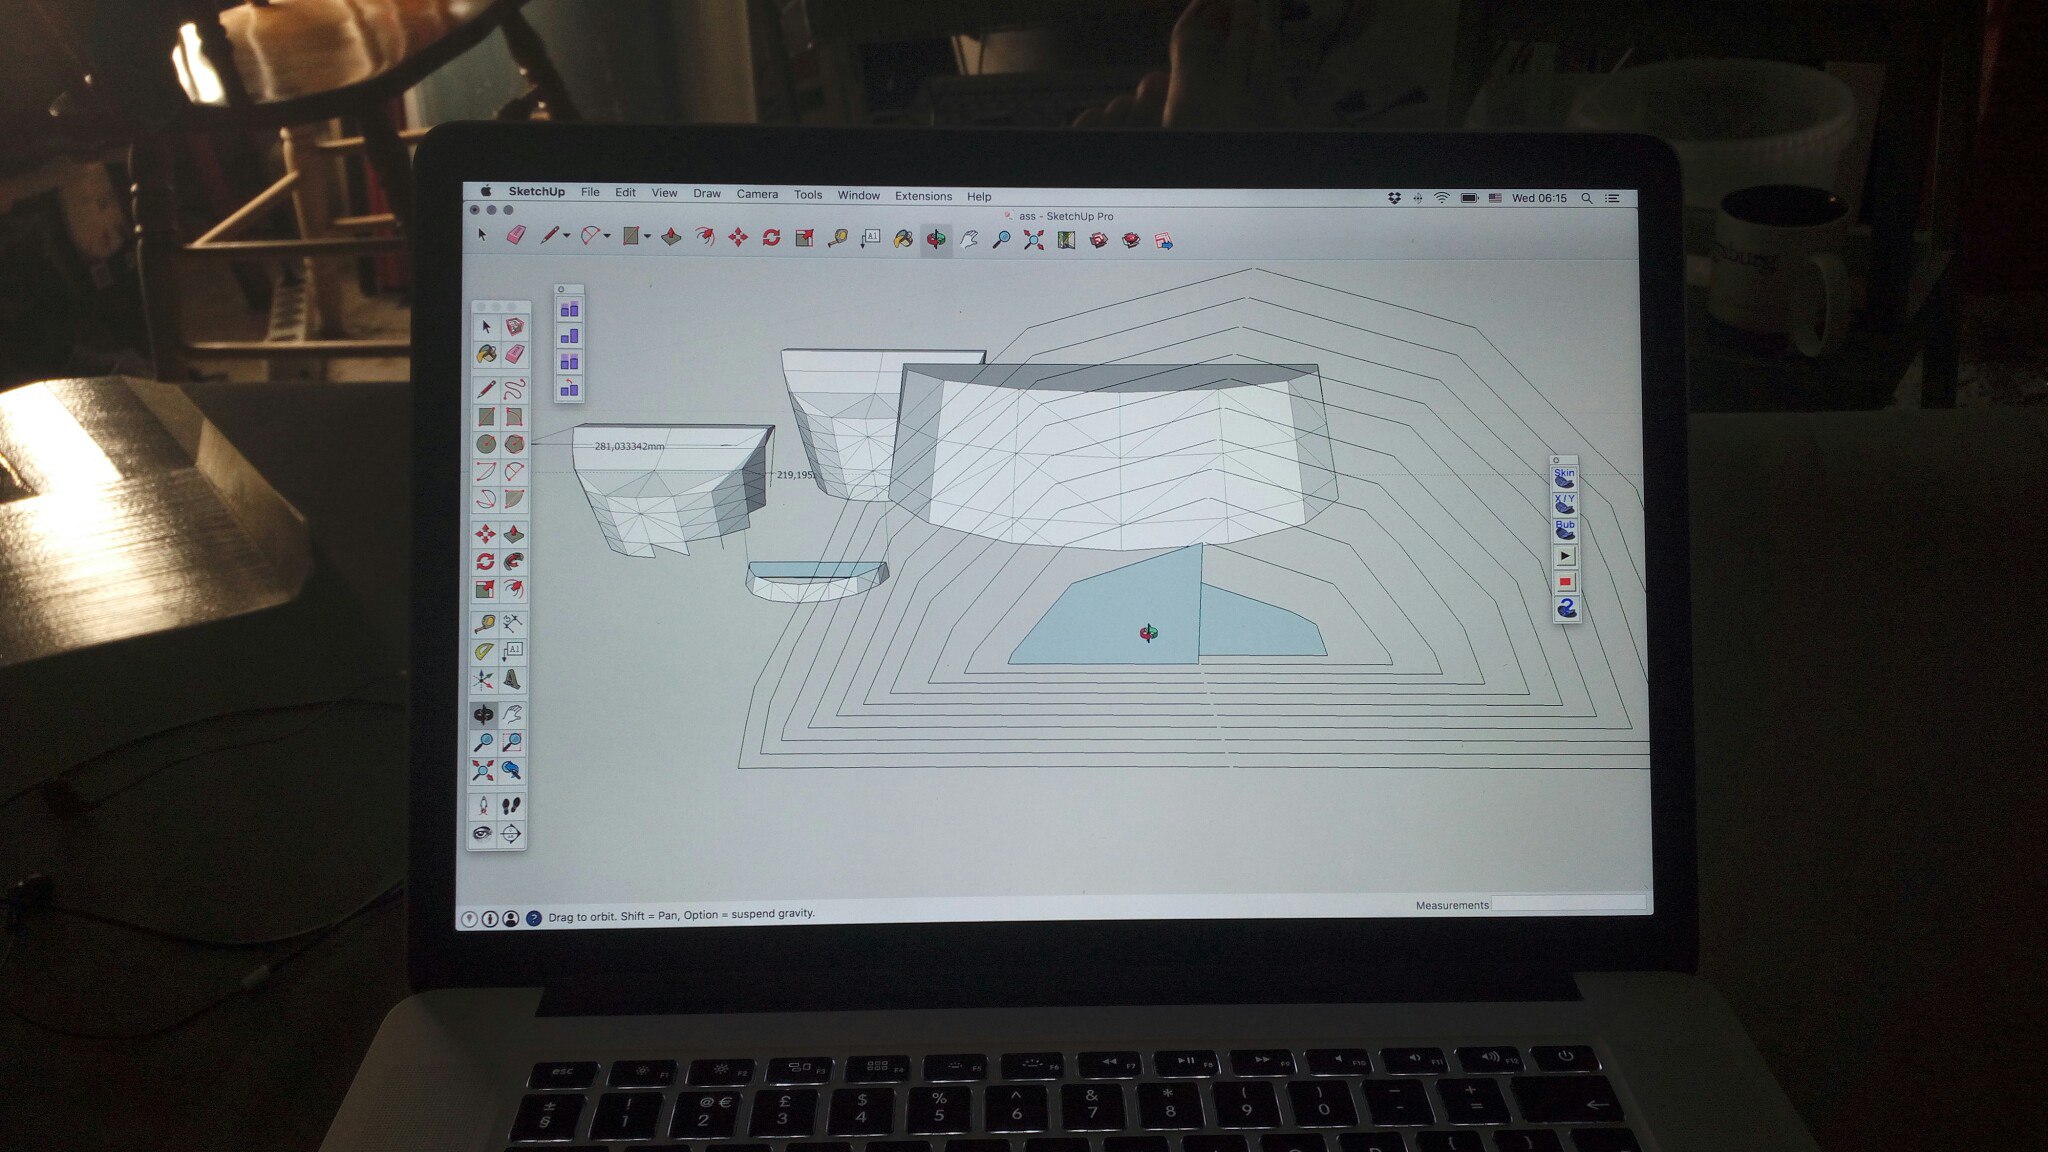 SketchUp File Edit View Draw Camera Tools Window Extensions Help Wed 06:15
ass - SketchUp Pro
A1
281,033342mm
219,195
Skin
X/Y
Bub
?
A1
A
? Drag to orbit. Shift = Pan, Option = suspend gravity.
Measurements
esc F1 F2 F3 F4 F5 F6 F7 F8 F9 F10 F11 F12
± ! @ € £ $ % ^ & * ( ) - +
§ 1 2 3 4 5 6 7 8 9 0 - =